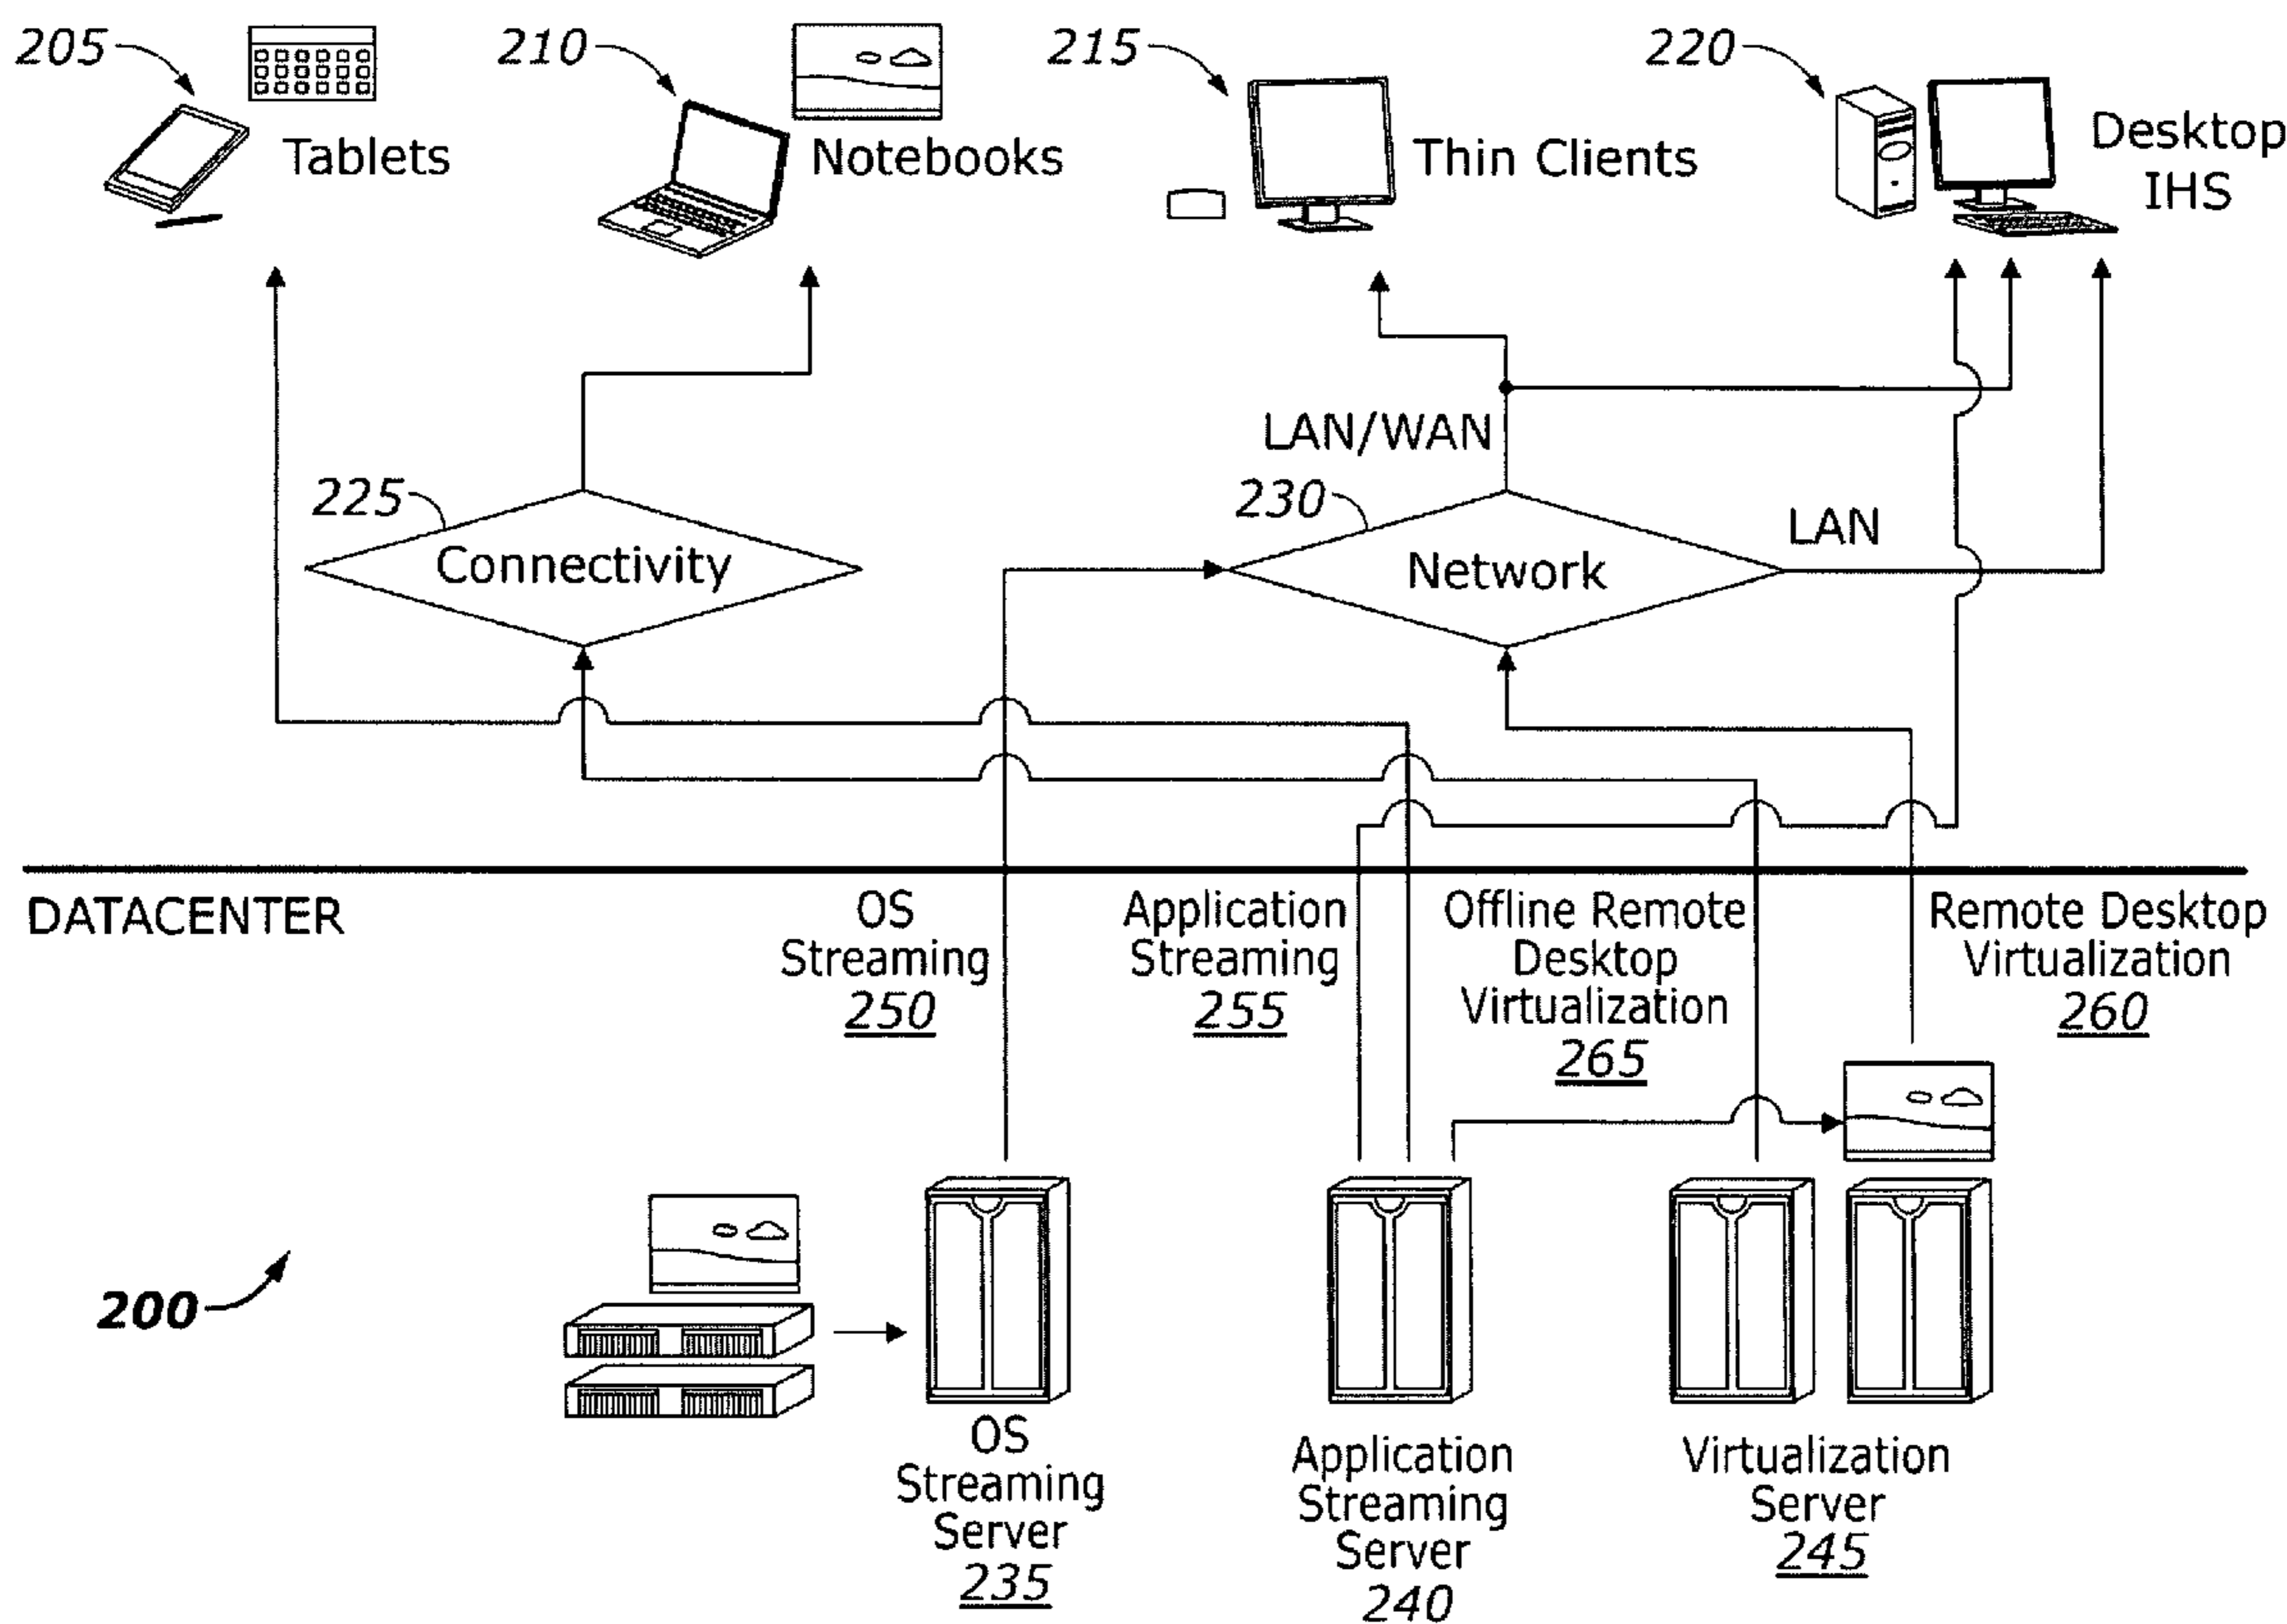 205
210
215
220
Tablets
Notebooks
Thin Clients
Desktop
IHS
LAN/WAN
225
230
LAN
Connectivity
Network
DATACENTER
OS
Streaming
250
Application
Streaming
255
Offline Remote
Desktop
Virtualization
265
Remote Desktop
Virtualization
260
200
OS
Streaming
Server
235
Application
Streaming
Server
240
Virtualization
Server
245